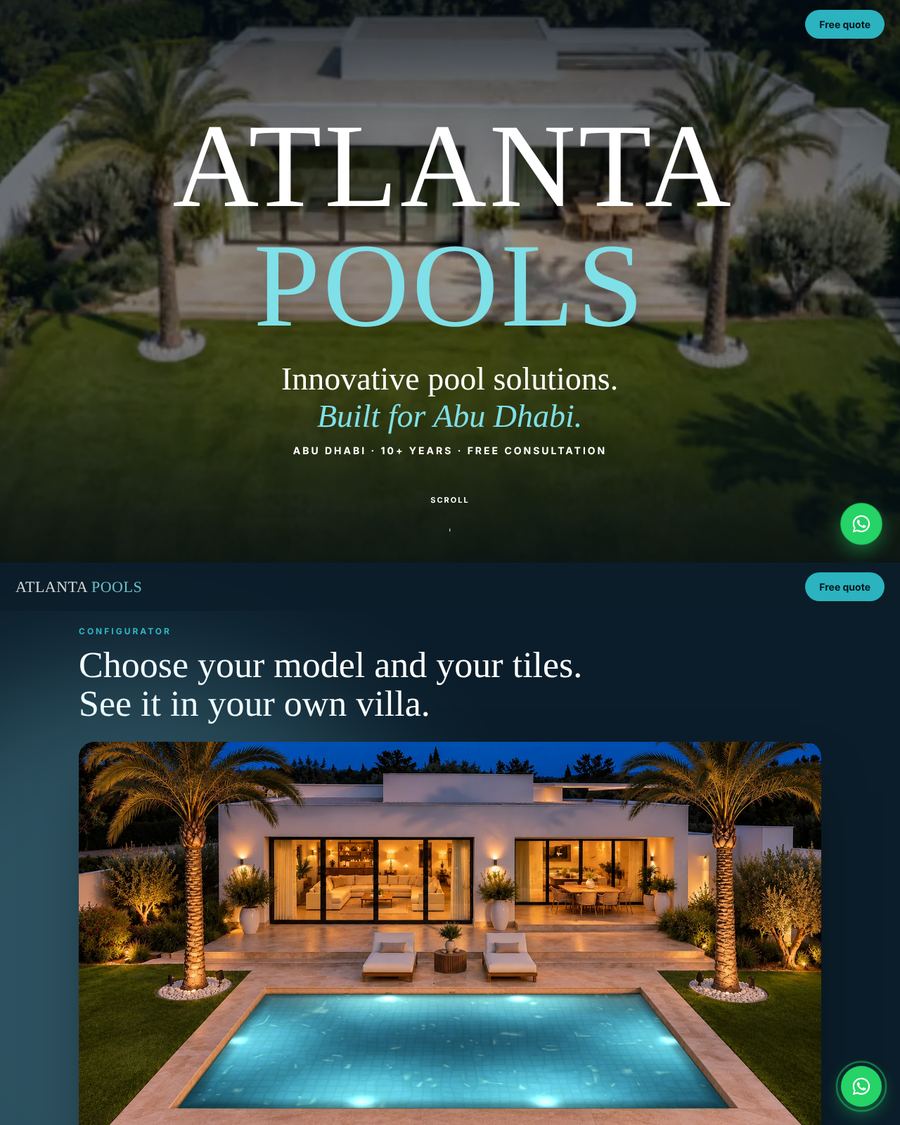 Free quote
ATLANTA
POOLS
Innovative pool solutions.
Built for Abu Dhabi.
ABU DHABI · 10+ YEARS · FREE CONSULTATION
SCROLL
ATLANTA POOLS
Free quote
CONFIGURATOR
Choose your model and your tiles.
See it in your own villa.